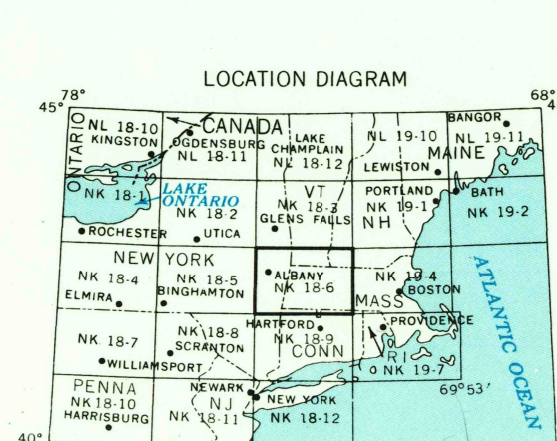 LOCATION DIAGRAM
78°
68°
45°
ONTARIO
NL 18-10
KINGSTON
CANADA
OGDENSBURG
NL 18-11
LAKE
CHAMPLAIN
NL 18-12
NL 19-10
LEWISTON
BANGOR
NL 19-11
MAINE
NK 18-1
LAKE
ONTARIO
ROCHESTER
NK 18-2
UTICA
VT
NK 18-3
GLENS FALLS
NH
PORTLAND
NK 19-1
BATH
NK 19-2
NEW YORK
NK 18-4
ELMIRA
NK 18-5
BINGHAMTON
ALBANY
NK 18-6
NK 19-4
BOSTON
MASS
ATLANTIC OCEAN
NK 18-7
WILLIAMSPORT
NK 18-8
SCRANTON
HARTFORD
NK 18-9
CONN
PROVIDENCE
RI
NK 19-7
69°53'
PENNA
NK 18-10
HARRISBURG
NEWARK
NJ
NK 18-11
NEW YORK
NK 18-12
40°